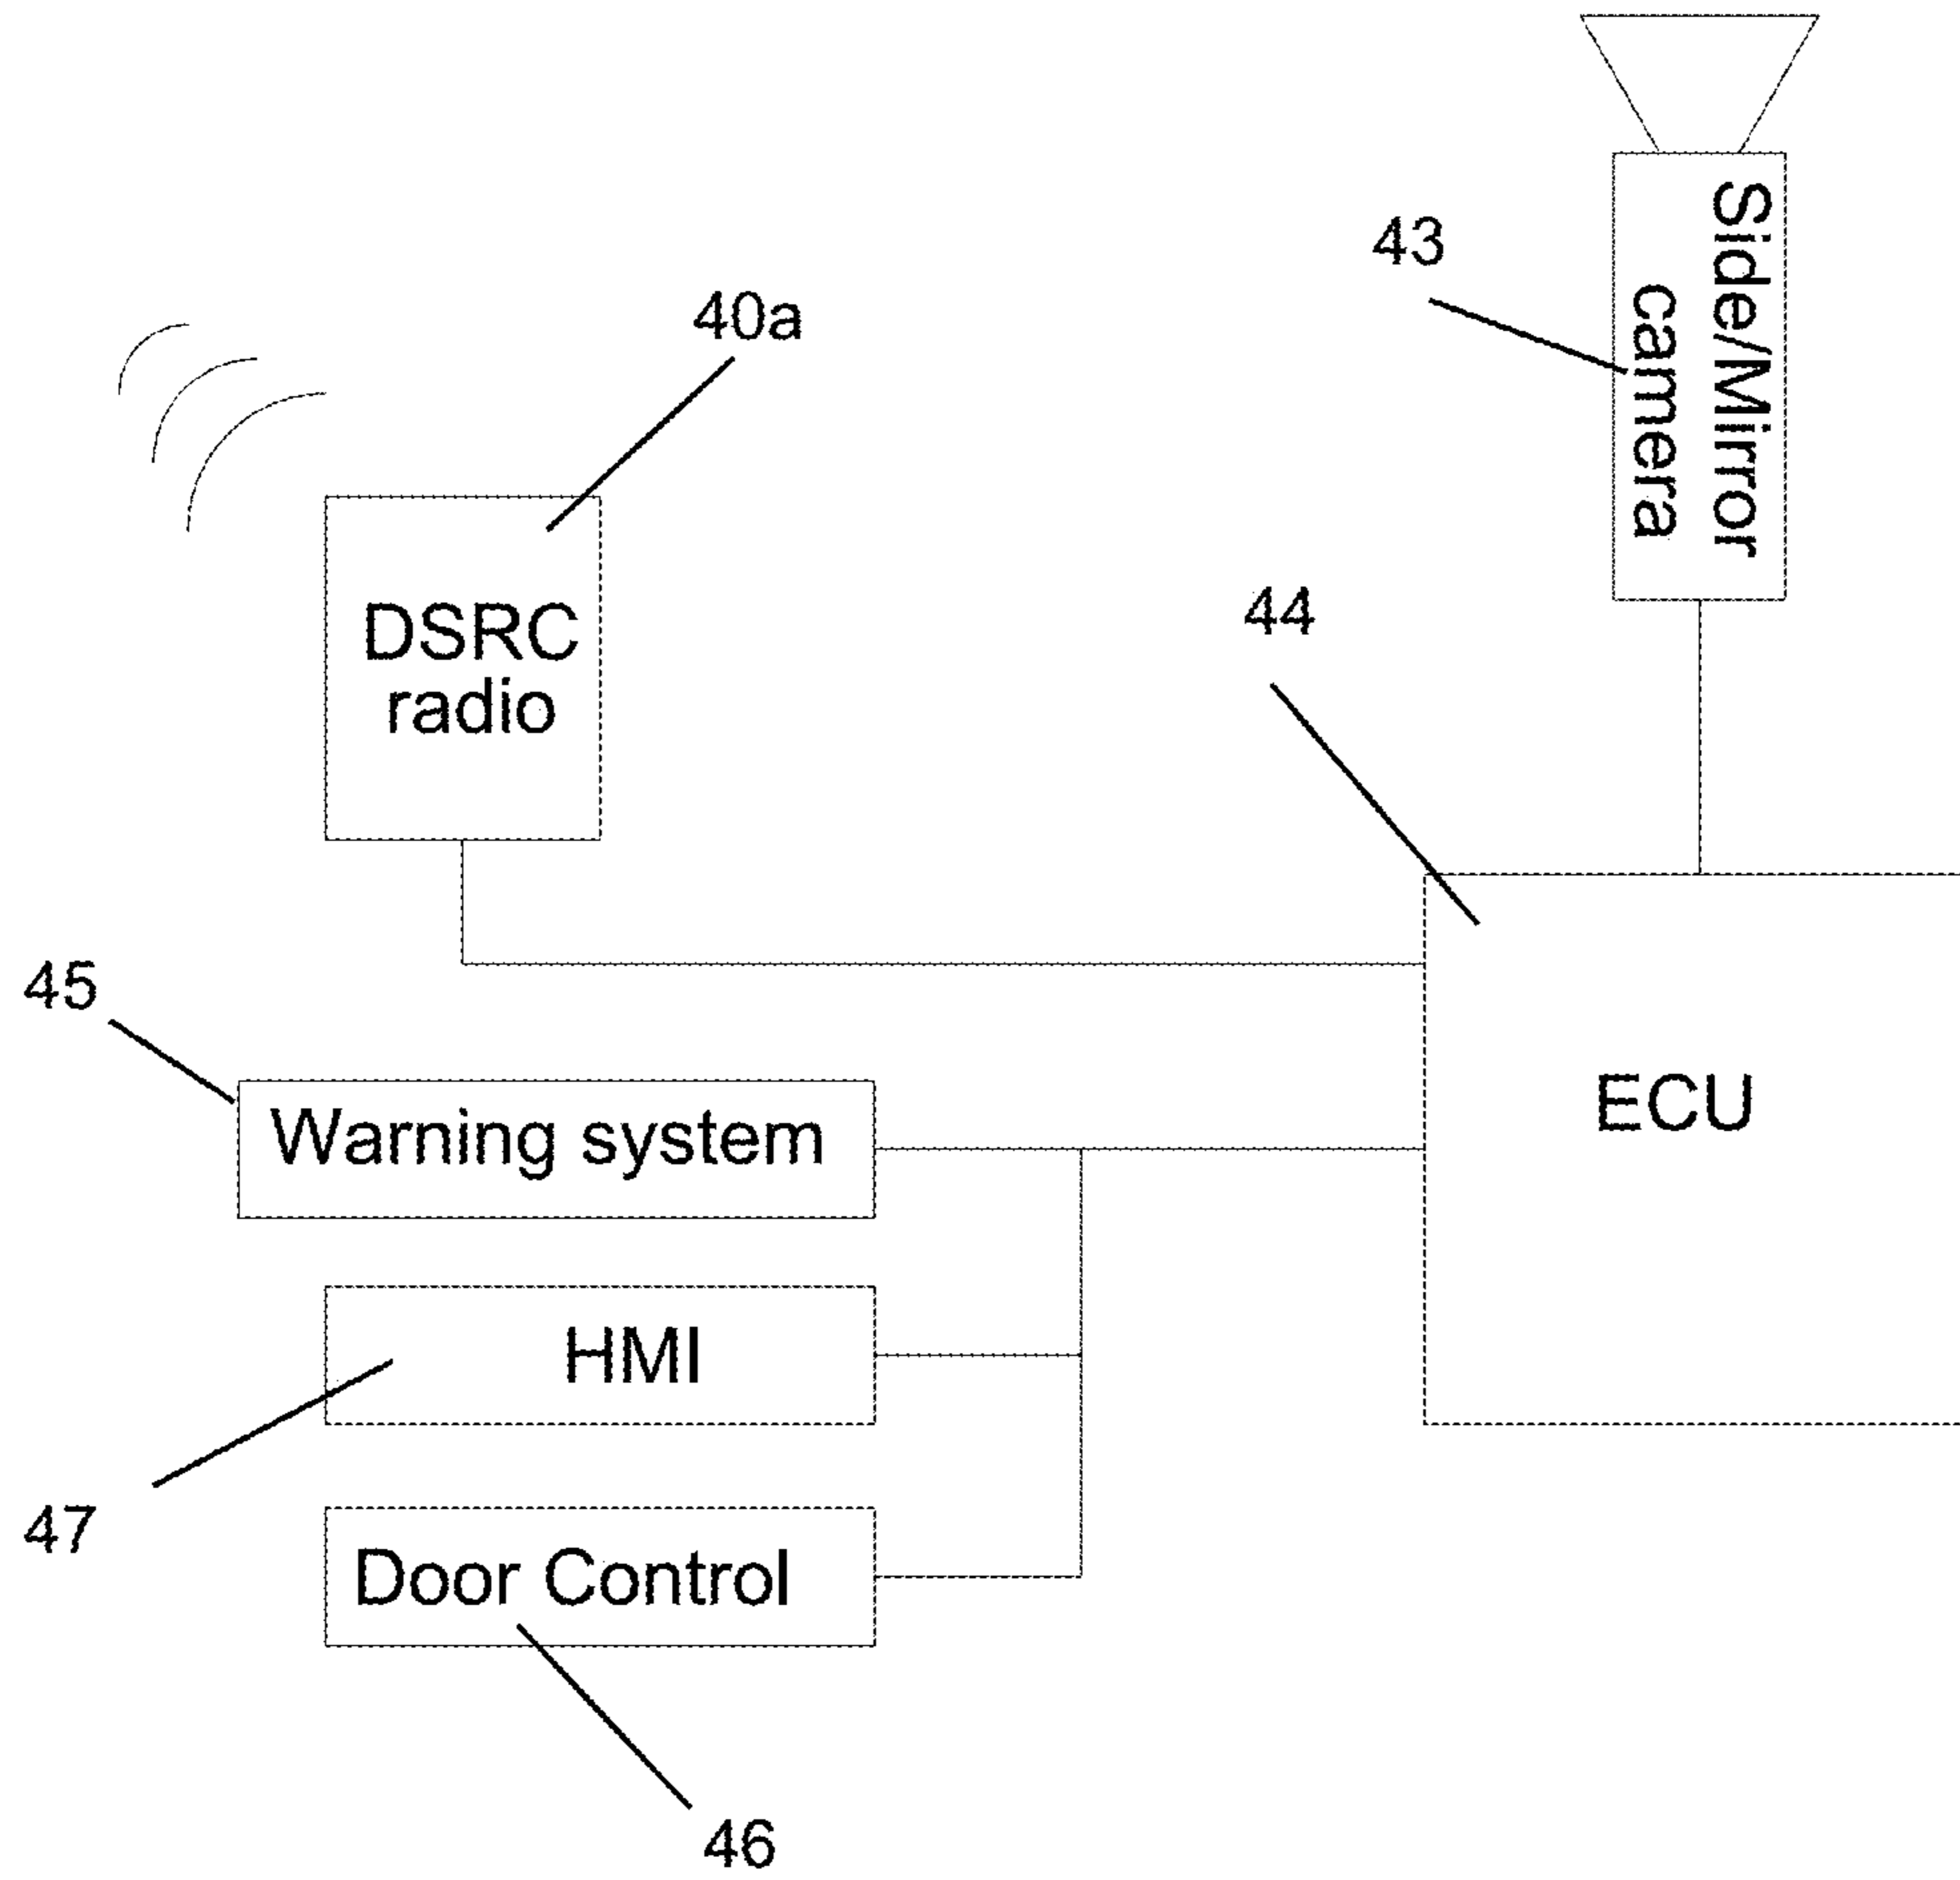 Side/Mirror
camera
43
40a
DSRC
radio
44
45
Warning system
ECU
HMI
47
Door Control
46